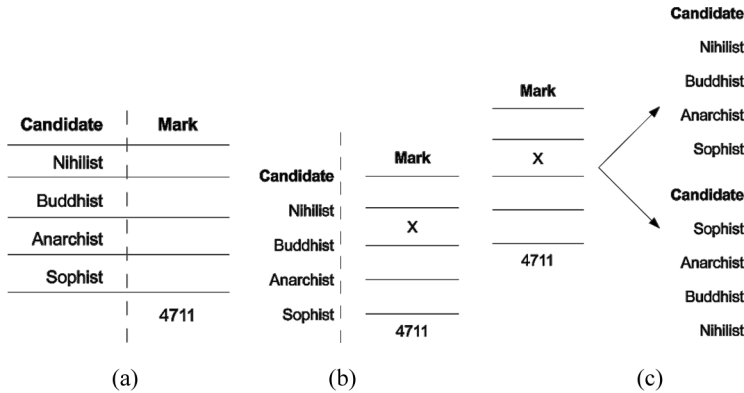 Candidate Mark
Nihilist
Buddhist
Anarchist
Sophist
4711
(a)
Mark
Candidate
Nihilist
X
Buddhist
Anarchist
Sophist
4711
(b)
Mark
X
4711
Candidate
Nihilist
Buddhist
Anarchist
Sophist
Candidate
Sophist
Anarchist
Buddhist
Nihilist
(c)